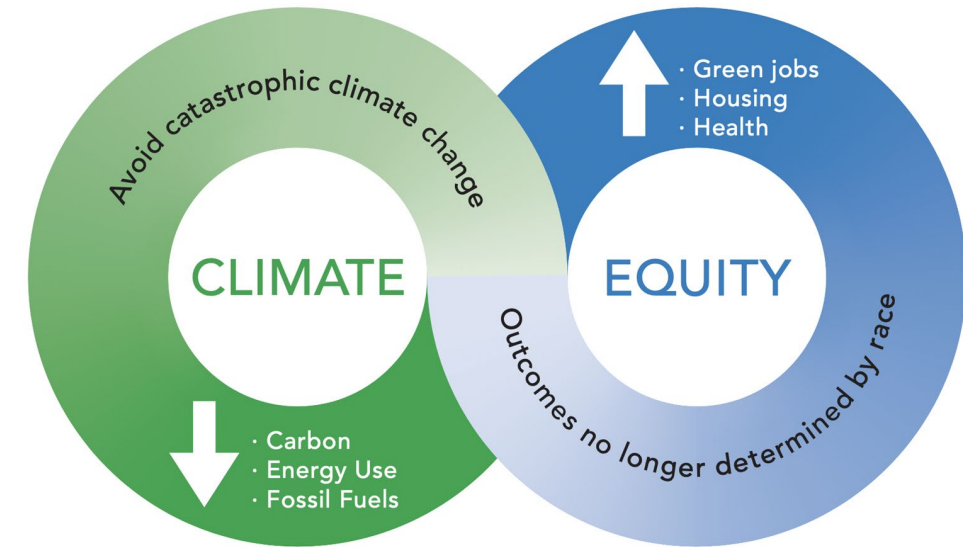 Avoid catastrophic climate change
CLIMATE
· Carbon
· Energy Use
· Fossil Fuels
· Green jobs
· Housing
· Health
EQUITY
Outcomes no longer determined by race